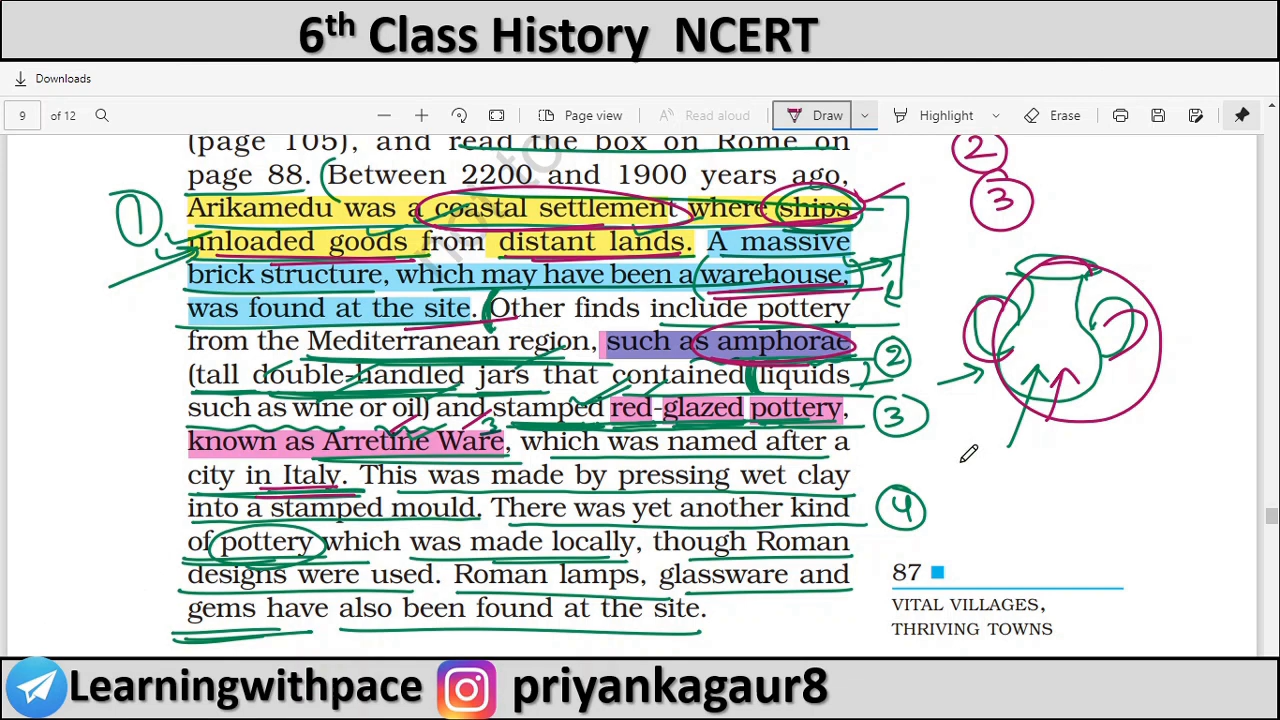 6th Class History NCERT
Downloads
9 of 12 Page view Read aloud Draw Highlight Erase
(page 105), and read the box on Rome on
page 88. Between 2200 and 1900 years ago,
Arikamedu was a coastal settlement where ships
unloaded goods from distant lands. A massive
brick structure, which may have been a warehouse,
was found at the site. Other finds include pottery
from the Mediterranean region, such as amphorae
(tall double-handled jars that contained liquids
such as wine or oil) and stamped red-glazed pottery,
known as Arretine Ware, which was named after a
city in Italy. This was made by pressing wet clay
into a stamped mould. There was yet another kind
of pottery which was made locally, though Roman
designs were used. Roman lamps, glassware and
gems have also been found at the site.
1
2
3
4
2
3
87
VITAL VILLAGES,
THRIVING TOWNS
Learningwithpace priyankagaur8